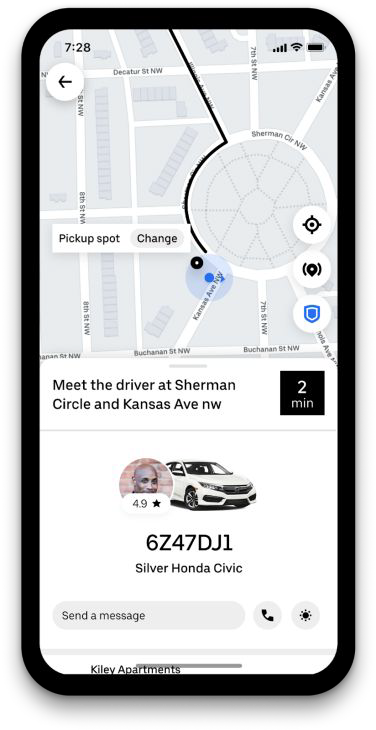 7:28
Decatur St NW
7th St NW
Kansas Ave NW
8th St NW
Sherman Cir NW
Pickup spot
Change
Kansas Ave NW
8th St NW
7th St NW
Buchanan St NW
Buchanan St NW
Meet the driver at Sherman
Circle and Kansas Ave nw
2
min
4.9 ★
6Z47DJ1
Silver Honda Civic
Send a message
Kiley Apartments